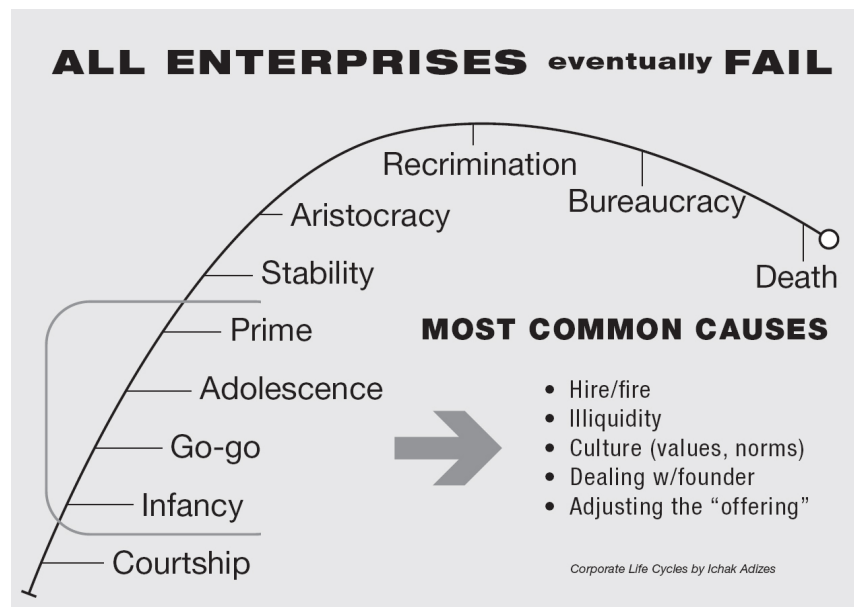 ALL ENTERPRISES eventually FAIL
Recrimination
Bureaucracy
Aristocracy
Death
Stability
Prime
Adolescence
Go-go
Infancy
Courtship
MOST COMMON CAUSES
• Hire/fire
• Illiquidity
• Culture (values, norms)
• Dealing w/founder
• Adjusting the “offering”
Corporate Life Cycles by Ichak Adizes